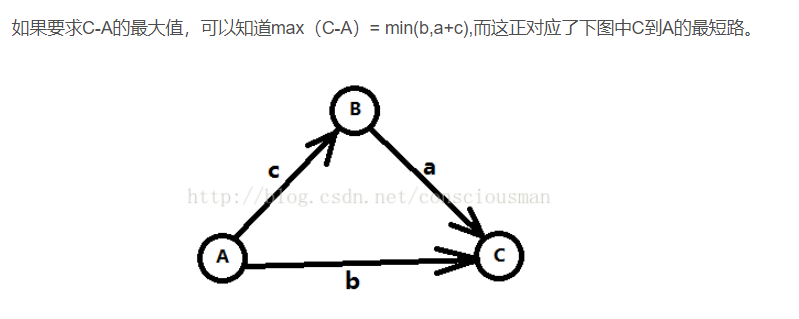 如果要求C-A的最大值，可以知道max（C-A）= min(b,a+c),而这正对应了下图中C到A的最短路。
B
c
a
http://blog.csdn.net/consciousman
A
C
b